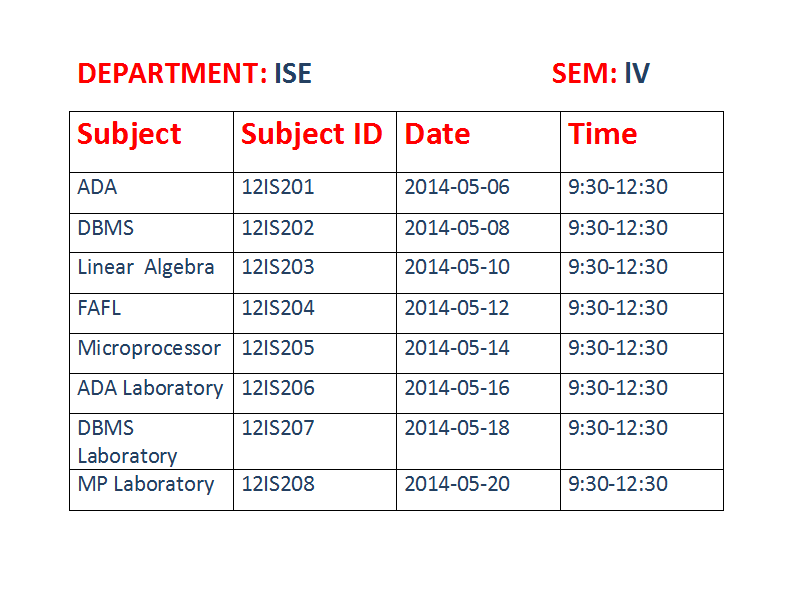 DEPARTMENT: ISE SEM: lV
Subject Subject ID Date Time
ADA 12IS201 2014-05-06 9:30-12:30
DBMS 12IS202 2014-05-08 9:30-12:30
Linear Algebra 12IS203 2014-05-10 9:30-12:30
FAFL 12IS204 2014-05-12 9:30-12:30
Microprocessor 12IS205 2014-05-14 9:30-12:30
ADA Laboratory 12IS206 2014-05-16 9:30-12:30
DBMS 12IS207 2014-05-18 9:30-12:30
Laboratory
MP Laboratory 12IS208 2014-05-20 9:30-12:30